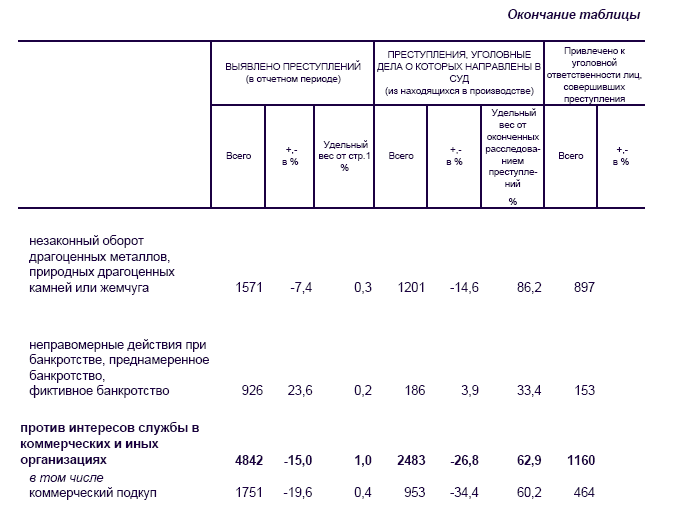 Окончание таблицы
ВЫЯВЛЕНО ПРЕСТУПЛЕНИЙ
(в отчетном периоде)
ПРЕСТУПЛЕНИЯ, УГОЛОВНЫЕ
ДЕЛА О КОТОРЫХ НАПРАВЛЕНЫ В
СУД
(из находящихся в производстве)
Привлечено к
уголовной
ответственности лиц,
совершивших
преступления
Всего
+,-
в %
Удельный
вес от стр.1
%
Всего
+,-
в %
Удельный
вес от
оконченных
расследова-
нием
преступле-
ний
%
Всего
+,-
в %
незаконный оборот
драгоценных металлов,
природных драгоценных
камней или жемчуга 1571 -7,4 0,3 1201 -14,6 86,2 897
неправомерные действия при
банкротстве, преднамеренное
банкротство,
фиктивное банкротство 926 23,6 0,2 186 3,9 33,4 153
против интересов службы в
коммерческих и иных
организациях 4842 -15,0 1,0 2483 -26,8 62,9 1160
в том числе
коммерческий подкуп 1751 -19,6 0,4 953 -34,4 60,2 464